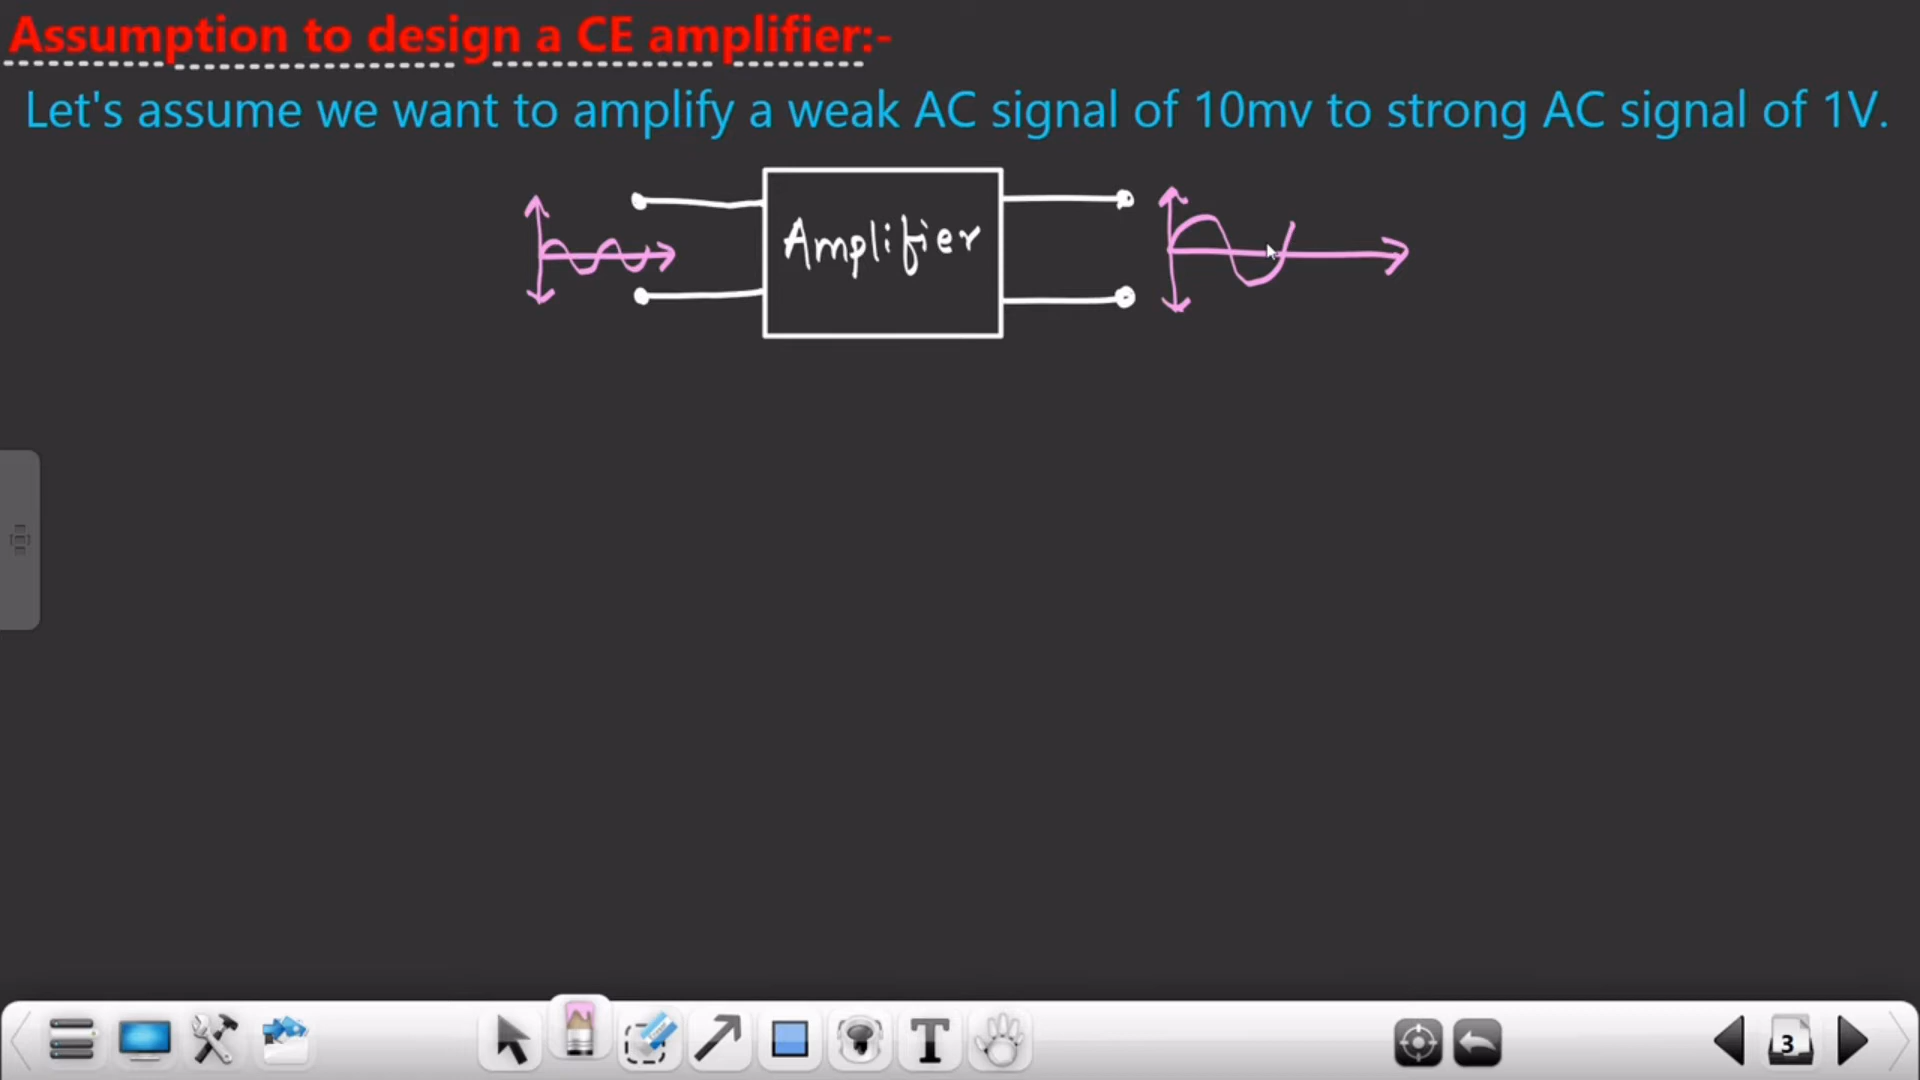 Assumption to design a CE amplifier:-
Let's assume we want to amplify a weak AC signal of 10mv to strong AC signal of 1V.
Amplifier
T
3